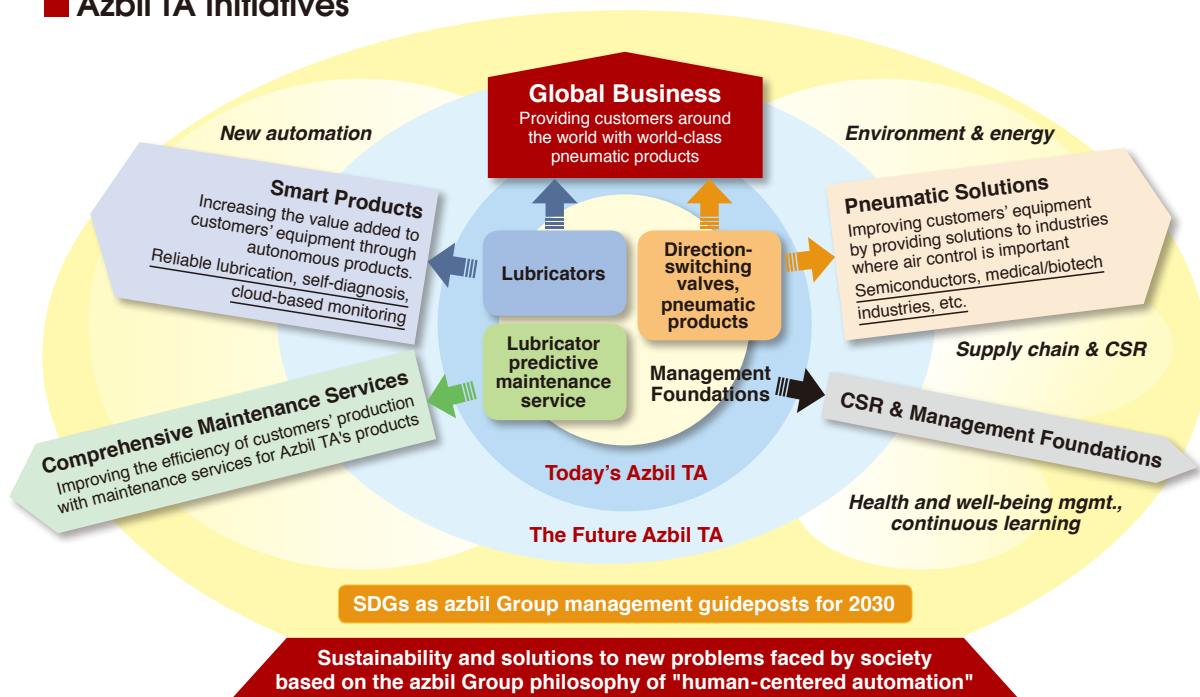 Azbil TA Initiatives
Global Business
Providing customers around
the world with world-class
pneumatic products
New automation
Environment & energy
Smart Products
Increasing the value added to
customers' equipment through
autonomous products.
Reliable lubrication, self-diagnosis,
cloud-based monitoring
Pneumatic Solutions
Improving customers' equipment
by providing solutions to industries
where air control is important
Semiconductors, medical/biotech
industries, etc.
Lubricators
Direction-
switching
valves,
pneumatic
products
Lubricator
predictive
maintenance
service
Management
Foundations
Supply chain & CSR
Comprehensive Maintenance Services
Improving the efficiency of customers' production
with maintenance services for Azbil TA's products
CSR & Management Foundations
Today's Azbil TA
The Future Azbil TA
Health and well-being mgmt.,
continuous learning
SDGs as azbil Group management guideposts for 2030
Sustainability and solutions to new problems faced by society
based on the azbil Group philosophy of "human-centered automation"